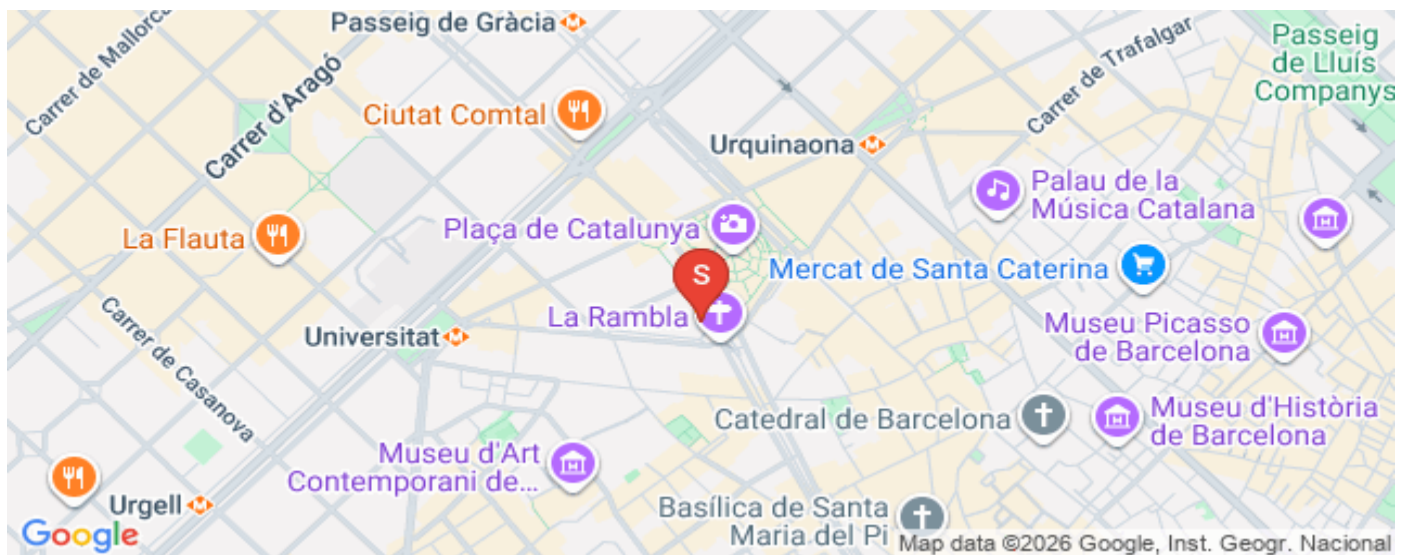 Passeig de Gràcia
Carrer de Mallorca
Carrer d'Aragó
Ciutat Comtal
Carrer de Trafalgar
Passeig
de Lluís
Companys
Urquinaona
Palau de la
Música Catalana
La Flauta
Plaça de Catalunya
Mercat de Santa Caterina
S
La Rambla
Universitat
Museu Picasso
de Barcelona
Carrer de Casanova
Catedral de Barcelona
Museu d'Història
de Barcelona
Museu d'Art
Contemporani de...
Urgell
Basílica de Santa
Maria del Pi
Google
Map data ©2026 Google, Inst. Geogr. Nacional